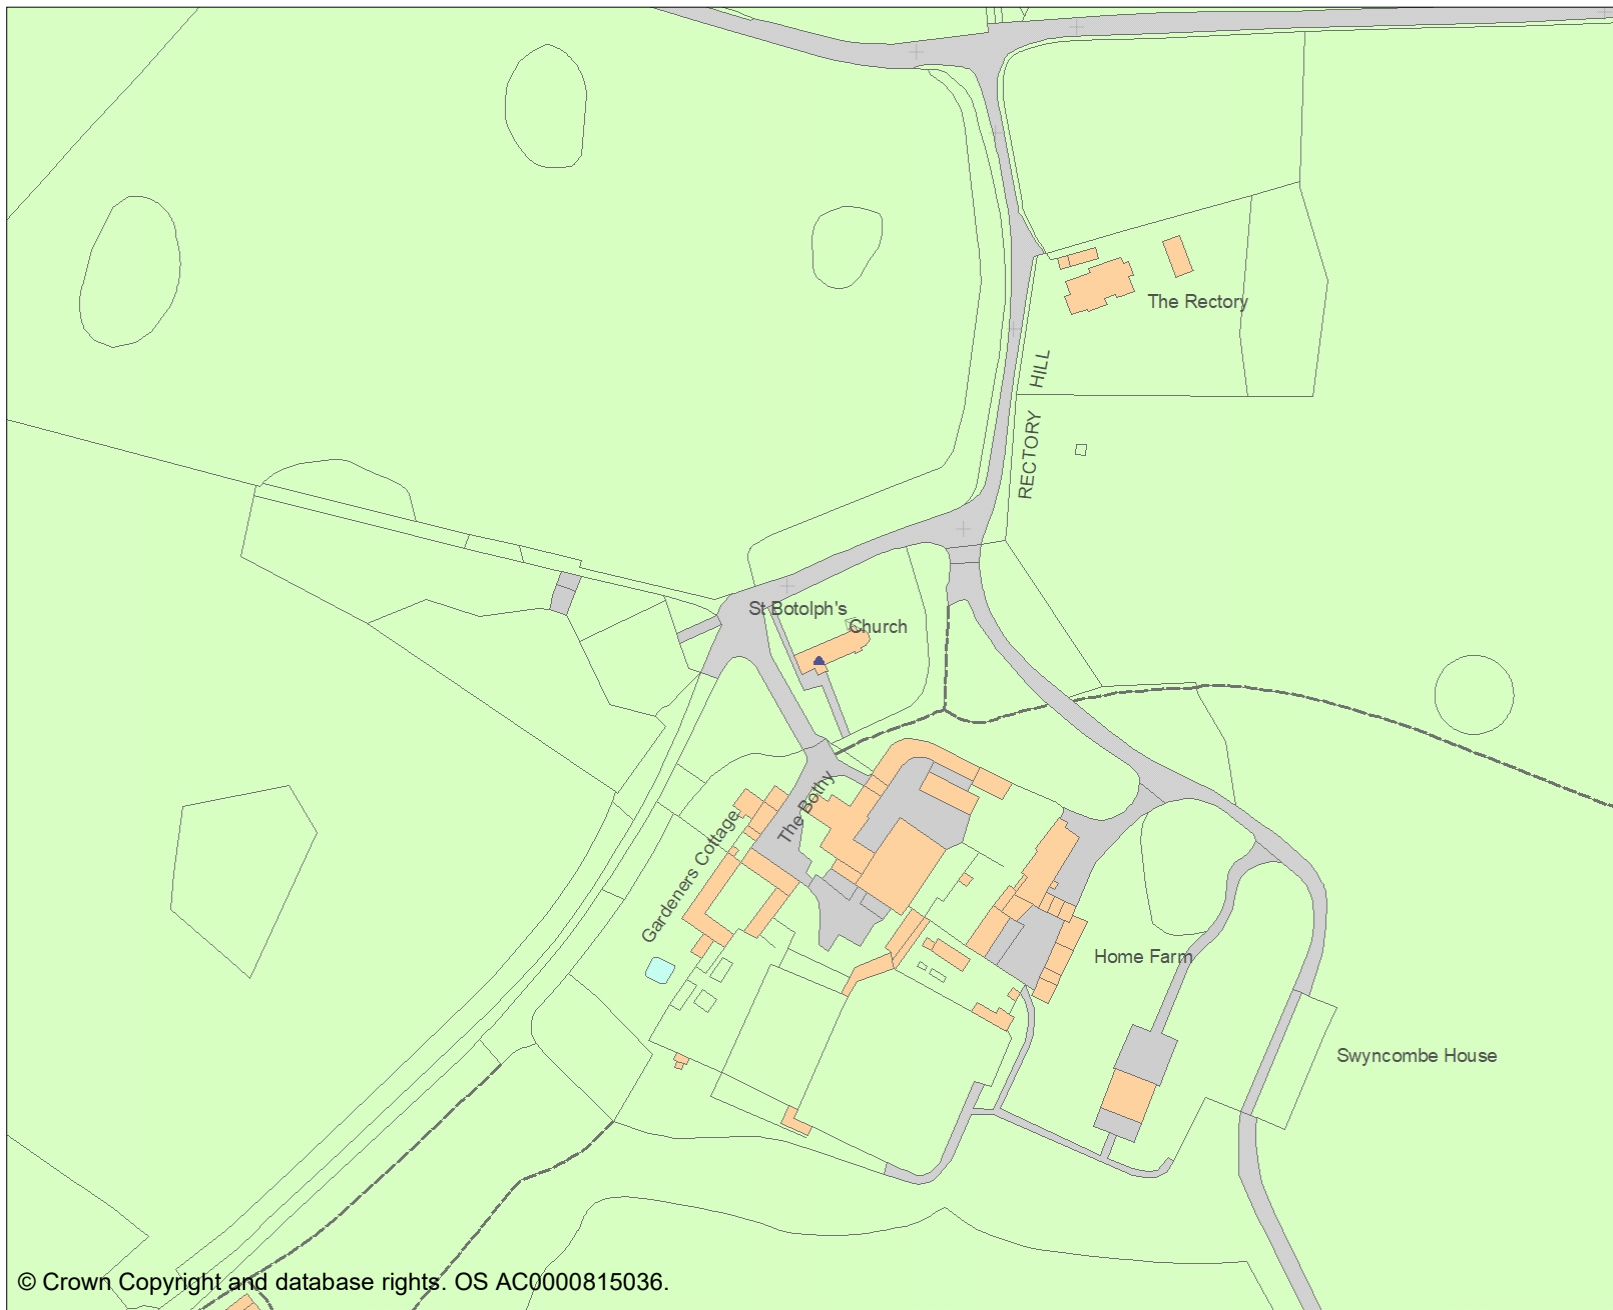 The Rectory
RECTORY HILL
St Botolph's
Church
The Bothy
Gardeners Cottage
Home Farm
Swyncombe House
© Crown Copyright and database rights. OS AC0000815036.